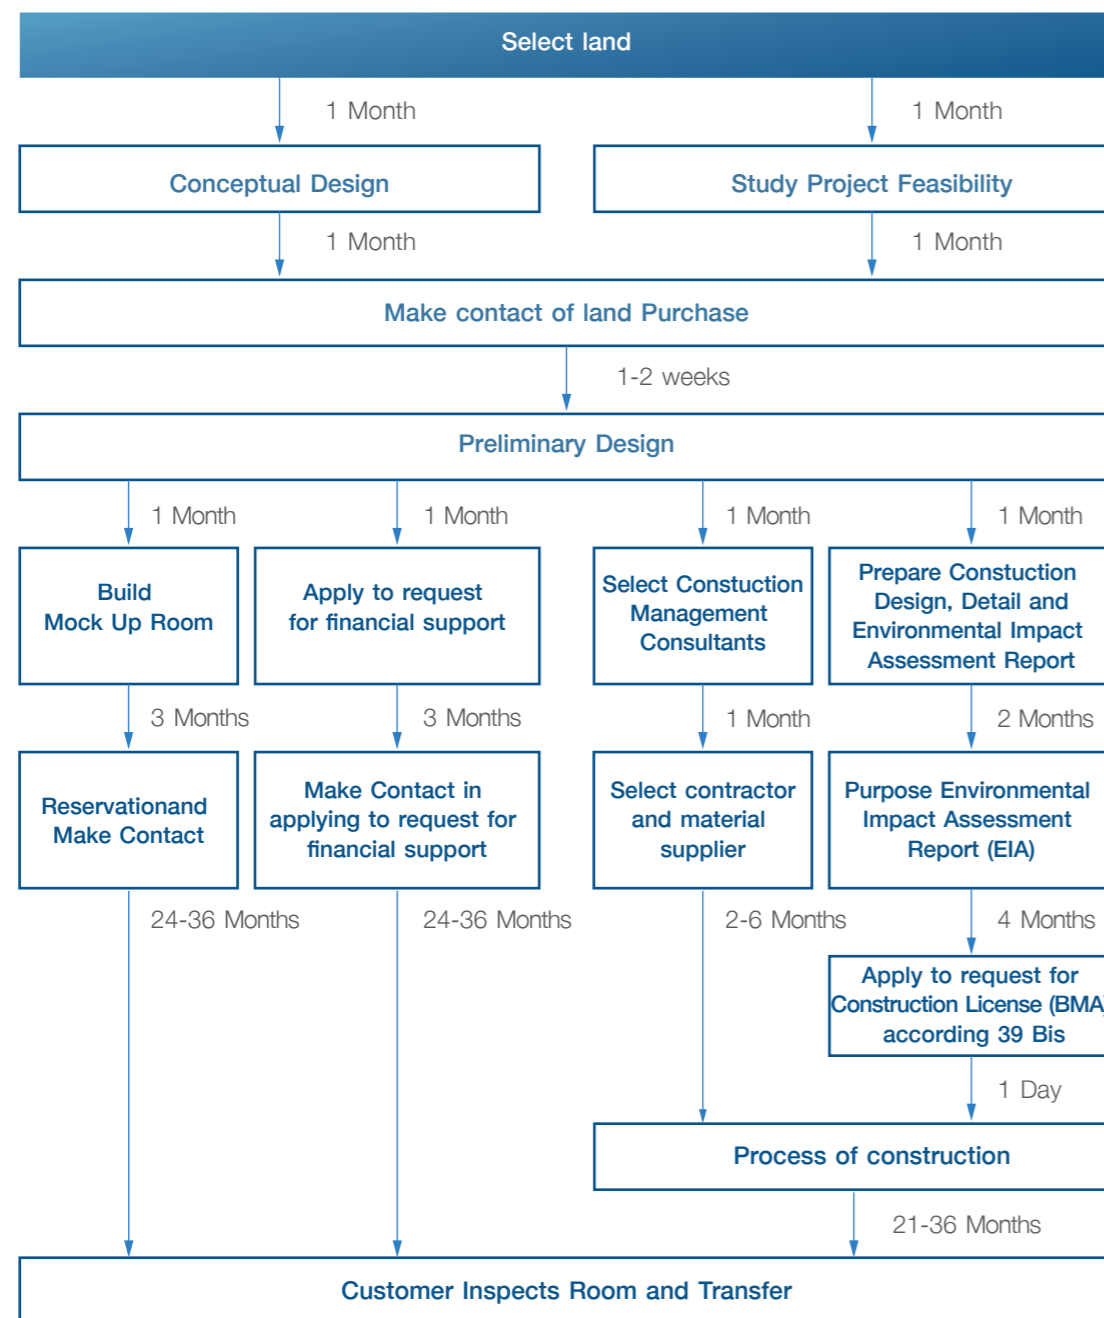 Select land
1 Month
1 Month
Conceptual Design
Study Project Feasibility
1 Month
1 Month
Make contact of land Purchase
1-2 weeks
Preliminary Design
1 Month
1 Month
1 Month
1 Month
Build
Mock Up Room
Apply to request
for financial support
Select Constuction
Management
Consultants
Prepare Constuction
Design, Detail and
Environmental Impact
Assessment Report
3 Months
3 Months
1 Month
2 Months
Reservationand
Make Contact
Make Contact in
applying to request for
financial support
Select contractor
and material
supplier
Purpose Environmental
Impact Assessment
Report (EIA)
24-36 Months
24-36 Months
2-6 Months
4 Months
Apply to request for
Construction License (BMA)
according 39 Bis
1 Day
Process of construction
21-36 Months
Customer Inspects Room and Transfer